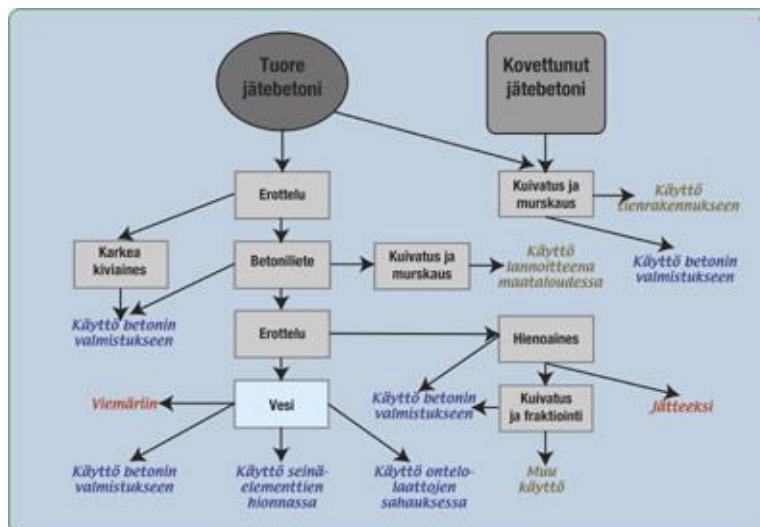 Tuore
jätebetoni
Kovettunut
jätebetoni
Erottelu
Kuivatus ja
murskaus
Käyttö
tienrakennukseen
Karkea
kiviaines
Betoniliete
Kuivatus ja
murskaus
Käyttö
lannoitteena
maataloudessa
Käyttö betonin
valmistukseen
Käyttö betonin
valmistukseen
Erottelu
Hienoaines
Viemäriin
Vesi
Käyttö betonin
valmistukseen
Kuivatus
ja fraktiointi
Jätteeksi
Käyttö betonin
valmistukseen
Käyttö seinä-
elementtien
hionnassa
Käyttö ontelo-
laattojen
sahauksessa
Muu
käyttö